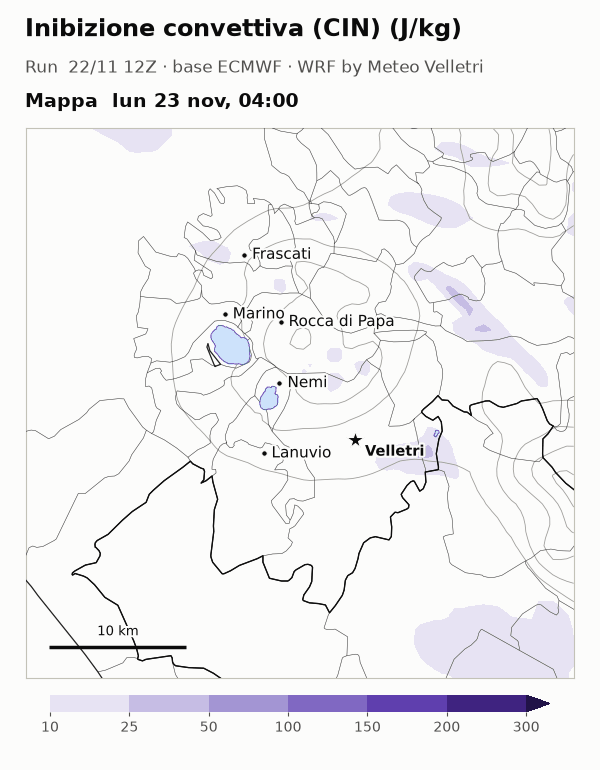 Inibizione convettiva (CIN) (J/kg)
Run  22/11 12Z · base ECMWF · WRF by Meteo Velletri
Mappa  lun 23 nov, 04:00
Frascati
Marino
Rocca di Papa
Nemi
Velletri
Lanuvio
10 km
10 25 50 100 150 200 300